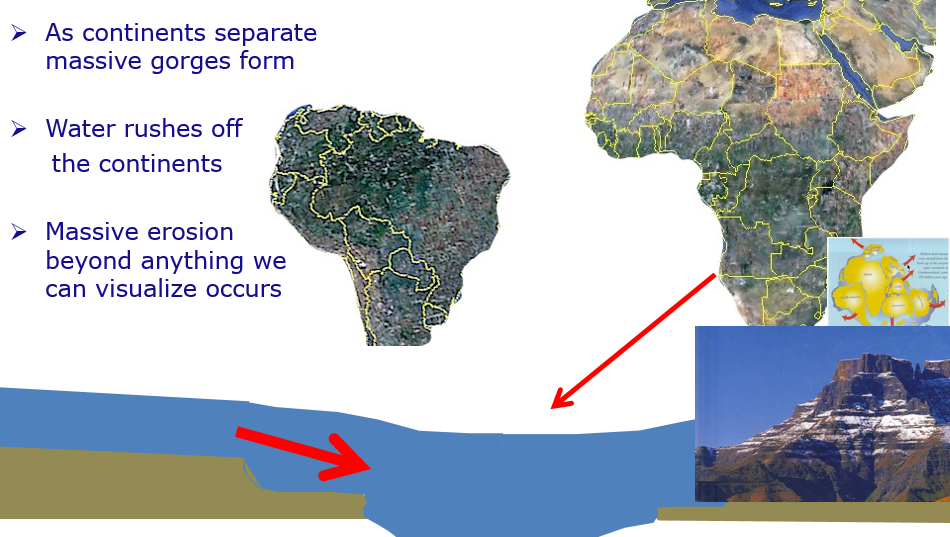 ➢ As continents separate
massive gorges form
➢ Water rushes off
the continents
➢ Massive erosion
beyond anything we
can visualize occurs